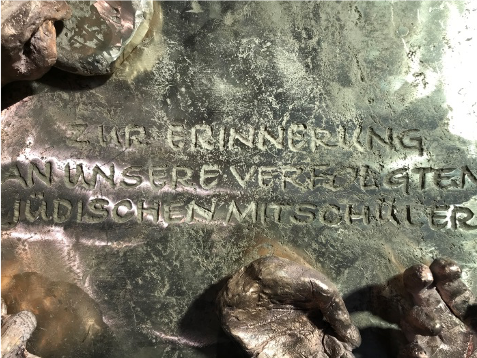 ZUR ERINNERUNG
AN UNSERE VERFOLGTEN
JÜDISCHEN MITSCHÜLER